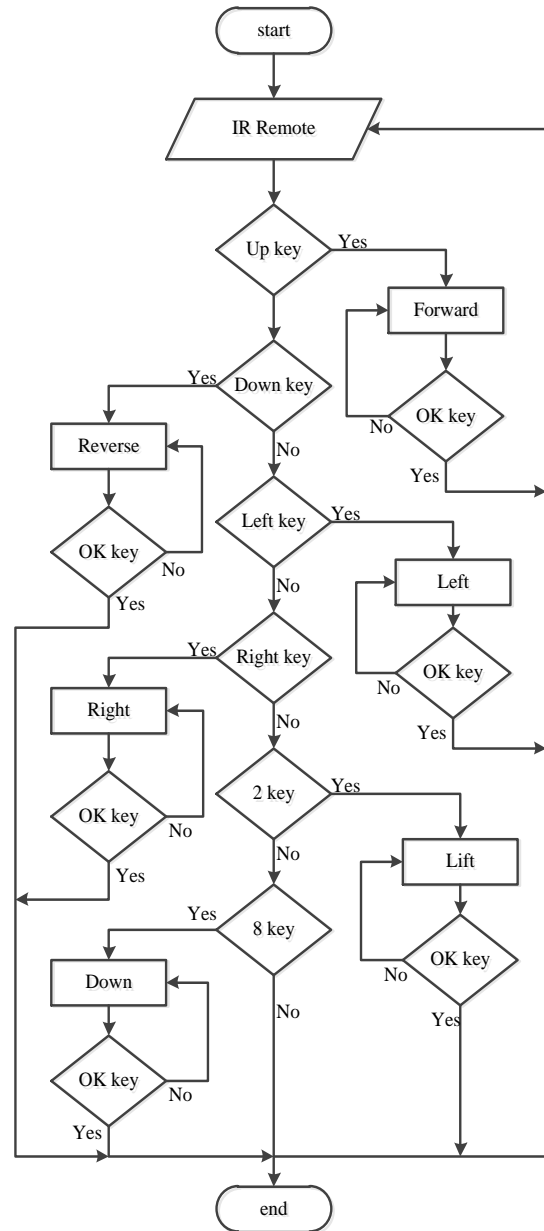 start
IR Remote
Up key
Yes
Forward
OK key
No
Yes
Down key
Yes
No
Reverse
OK key
No
Yes
Left key
Yes
No
Left
OK key
No
Yes
Right key
Yes
No
Right
OK key
No
Yes
2 key
Yes
No
Lift
OK key
No
Yes
8 key
Yes
No
Down
OK key
No
Yes
end